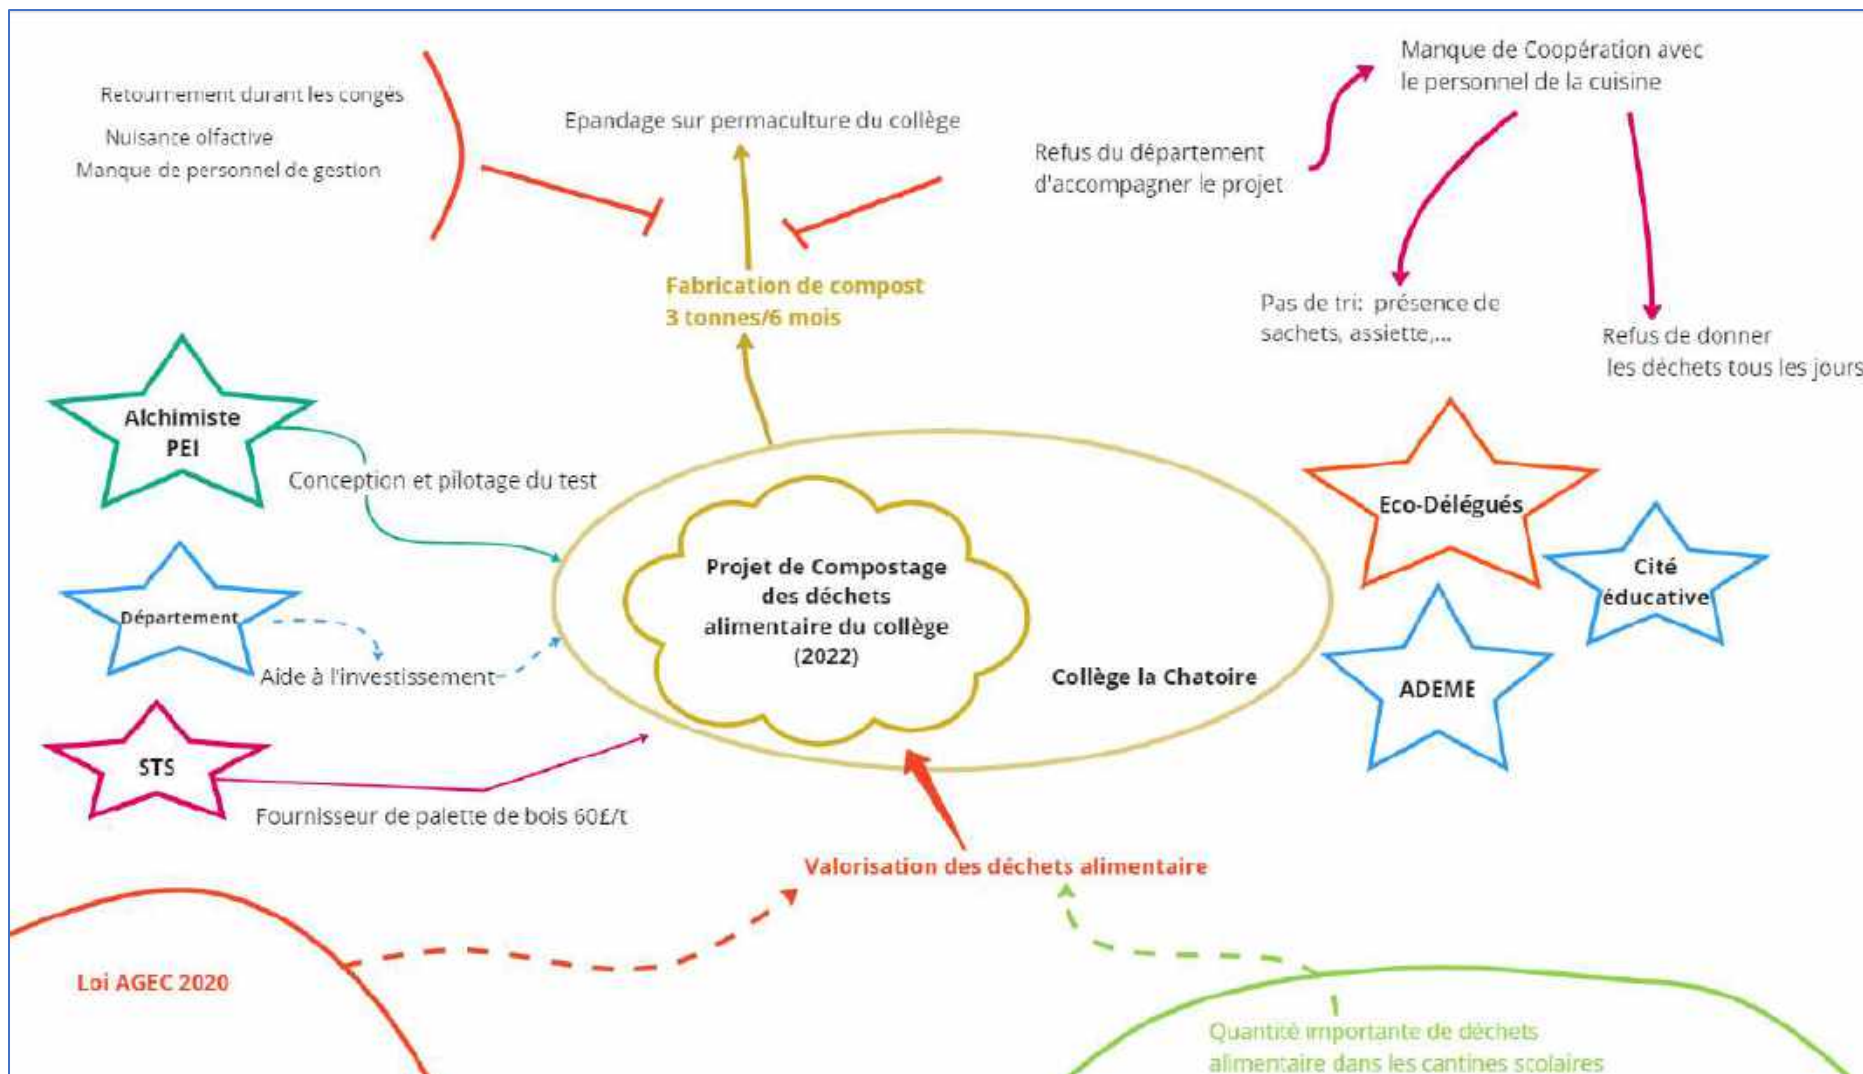 Retournement durant les congés
Nuisance olfactive
Manque de personnel de gestion
Epandage sur permaculture du collège
Refus du département
d'accompagner le projet
Manque de Coopération avec
le personnel de la cuisine
Pas de tri: présence de
sachets, assiette,...
Refus de donner
les déchets tous les jours
Fabrication de compost
3 tonnes/6 mois
Alchimiste
PEI
Conception et pilotage du test
Département
Aide à l'investissement
STS
Fournisseur de palette de bois 60£/t
Projet de Compostage
des déchets
alimentaire du collège
(2022)
Collège la Chatoire
Eco-Délégués
Cité
éducative
ADEME
Valorisation des déchets alimentaire
Loi AGEC 2020
Quantité importante de déchets
alimentaire dans les cantines scolaires